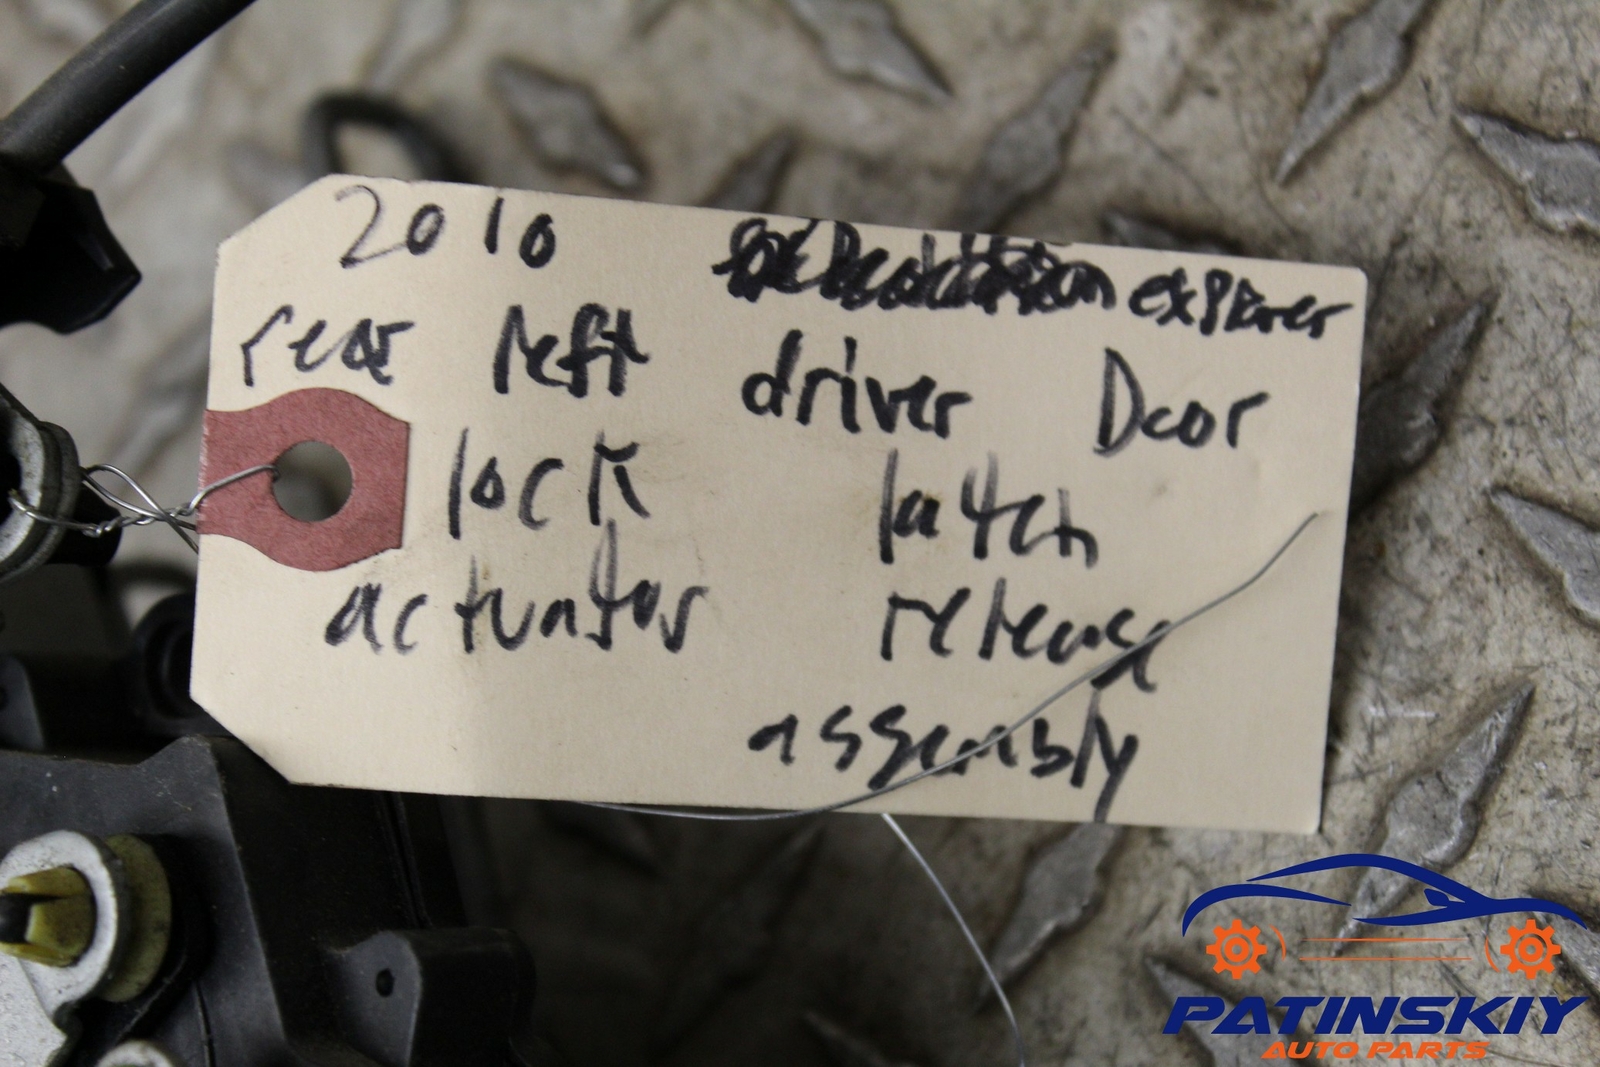 2010 explorer
rear left driver Door
lock latch
actuator release
assembly
PATINSKIY
AUTO PARTS